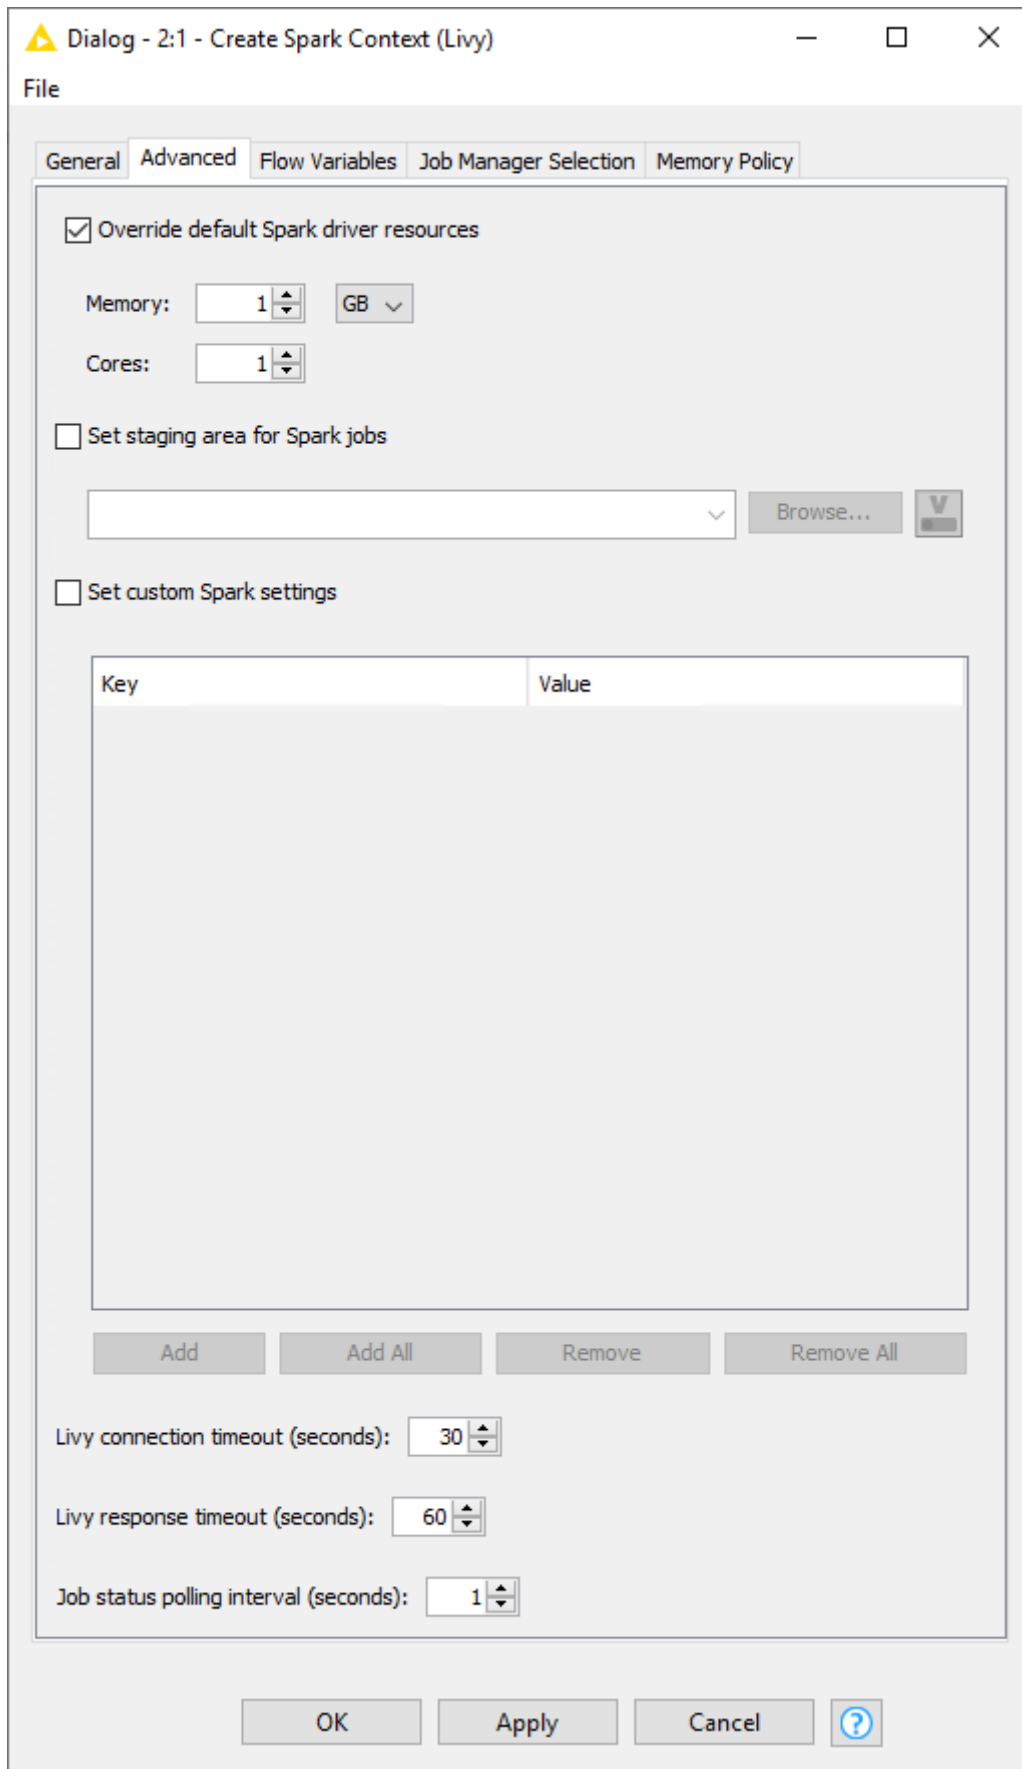 Dialog - 2:1 - Create Spark Context (Livy)
File
General Advanced Flow Variables Job Manager Selection Memory Policy
Override default Spark driver resources
Memory: 1 GB
Cores: 1
Set staging area for Spark jobs
Browse... V
Set custom Spark settings
Key Value
Add Add All Remove Remove All
Livy connection timeout (seconds): 30
Livy response timeout (seconds): 60
Job status polling interval (seconds): 1
OK Apply Cancel ?